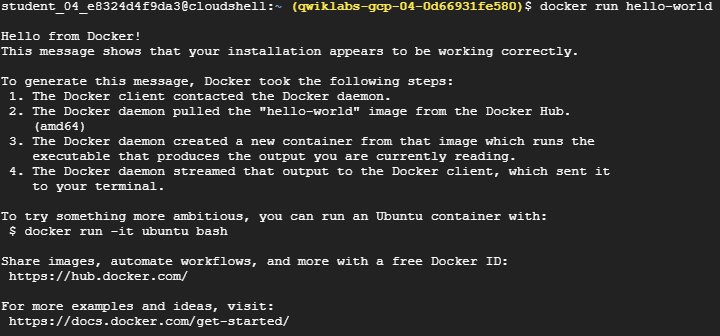 student_04_e8324d4f9da3@cloudshell:~ (qwiklabs-gcp-04-0d66931fe580)$ docker run hello-world

Hello from Docker!
This message shows that your installation appears to be working correctly.

To generate this message, Docker took the following steps:
 1. The Docker client contacted the Docker daemon.
 2. The Docker daemon pulled the "hello-world" image from the Docker Hub.
    (amd64)
 3. The Docker daemon created a new container from that image which runs the
    executable that produces the output you are currently reading.
 4. The Docker daemon streamed that output to the Docker client, which sent it
    to your terminal.

To try something more ambitious, you can run an Ubuntu container with:
 $ docker run -it ubuntu bash

Share images, automate workflows, and more with a free Docker ID:
 https://hub.docker.com/

For more examples and ideas, visit:
 https://docs.docker.com/get-started/